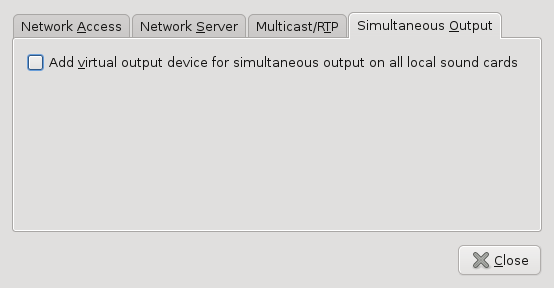 Network Access Network Server Multicast/RTP Simultaneous Output
Add virtual output device for simultaneous output on all local sound cards
Close